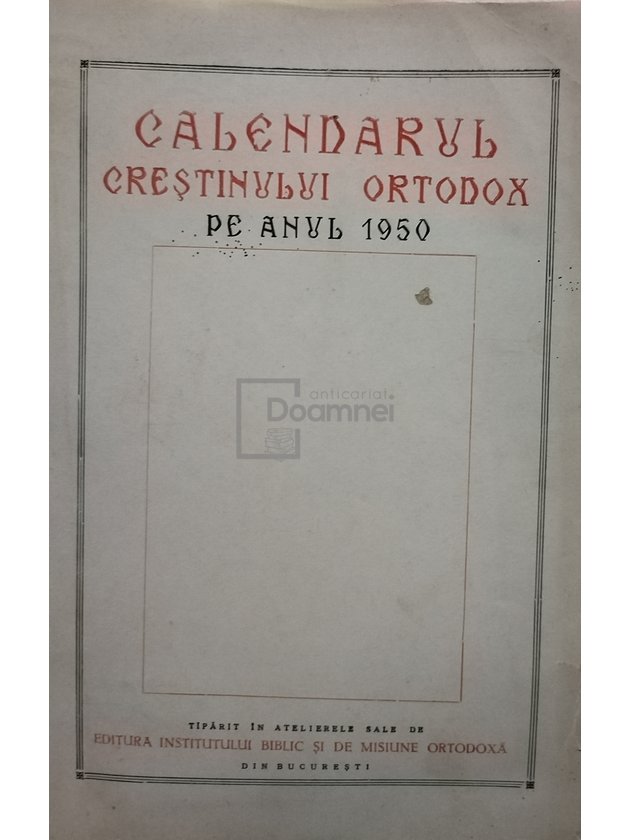 CALENDARUL
CREŞTINULUI ORTODOX
PE ANUL 1950
anticariat
Doamnei
TIPĂRIT ÎN ATELIERELE SALE DE
EDITURA INSTITUTULUI BIBLIC ŞI DE MISIUNE ORTODOXĂ
DIN BUCUREŞTI